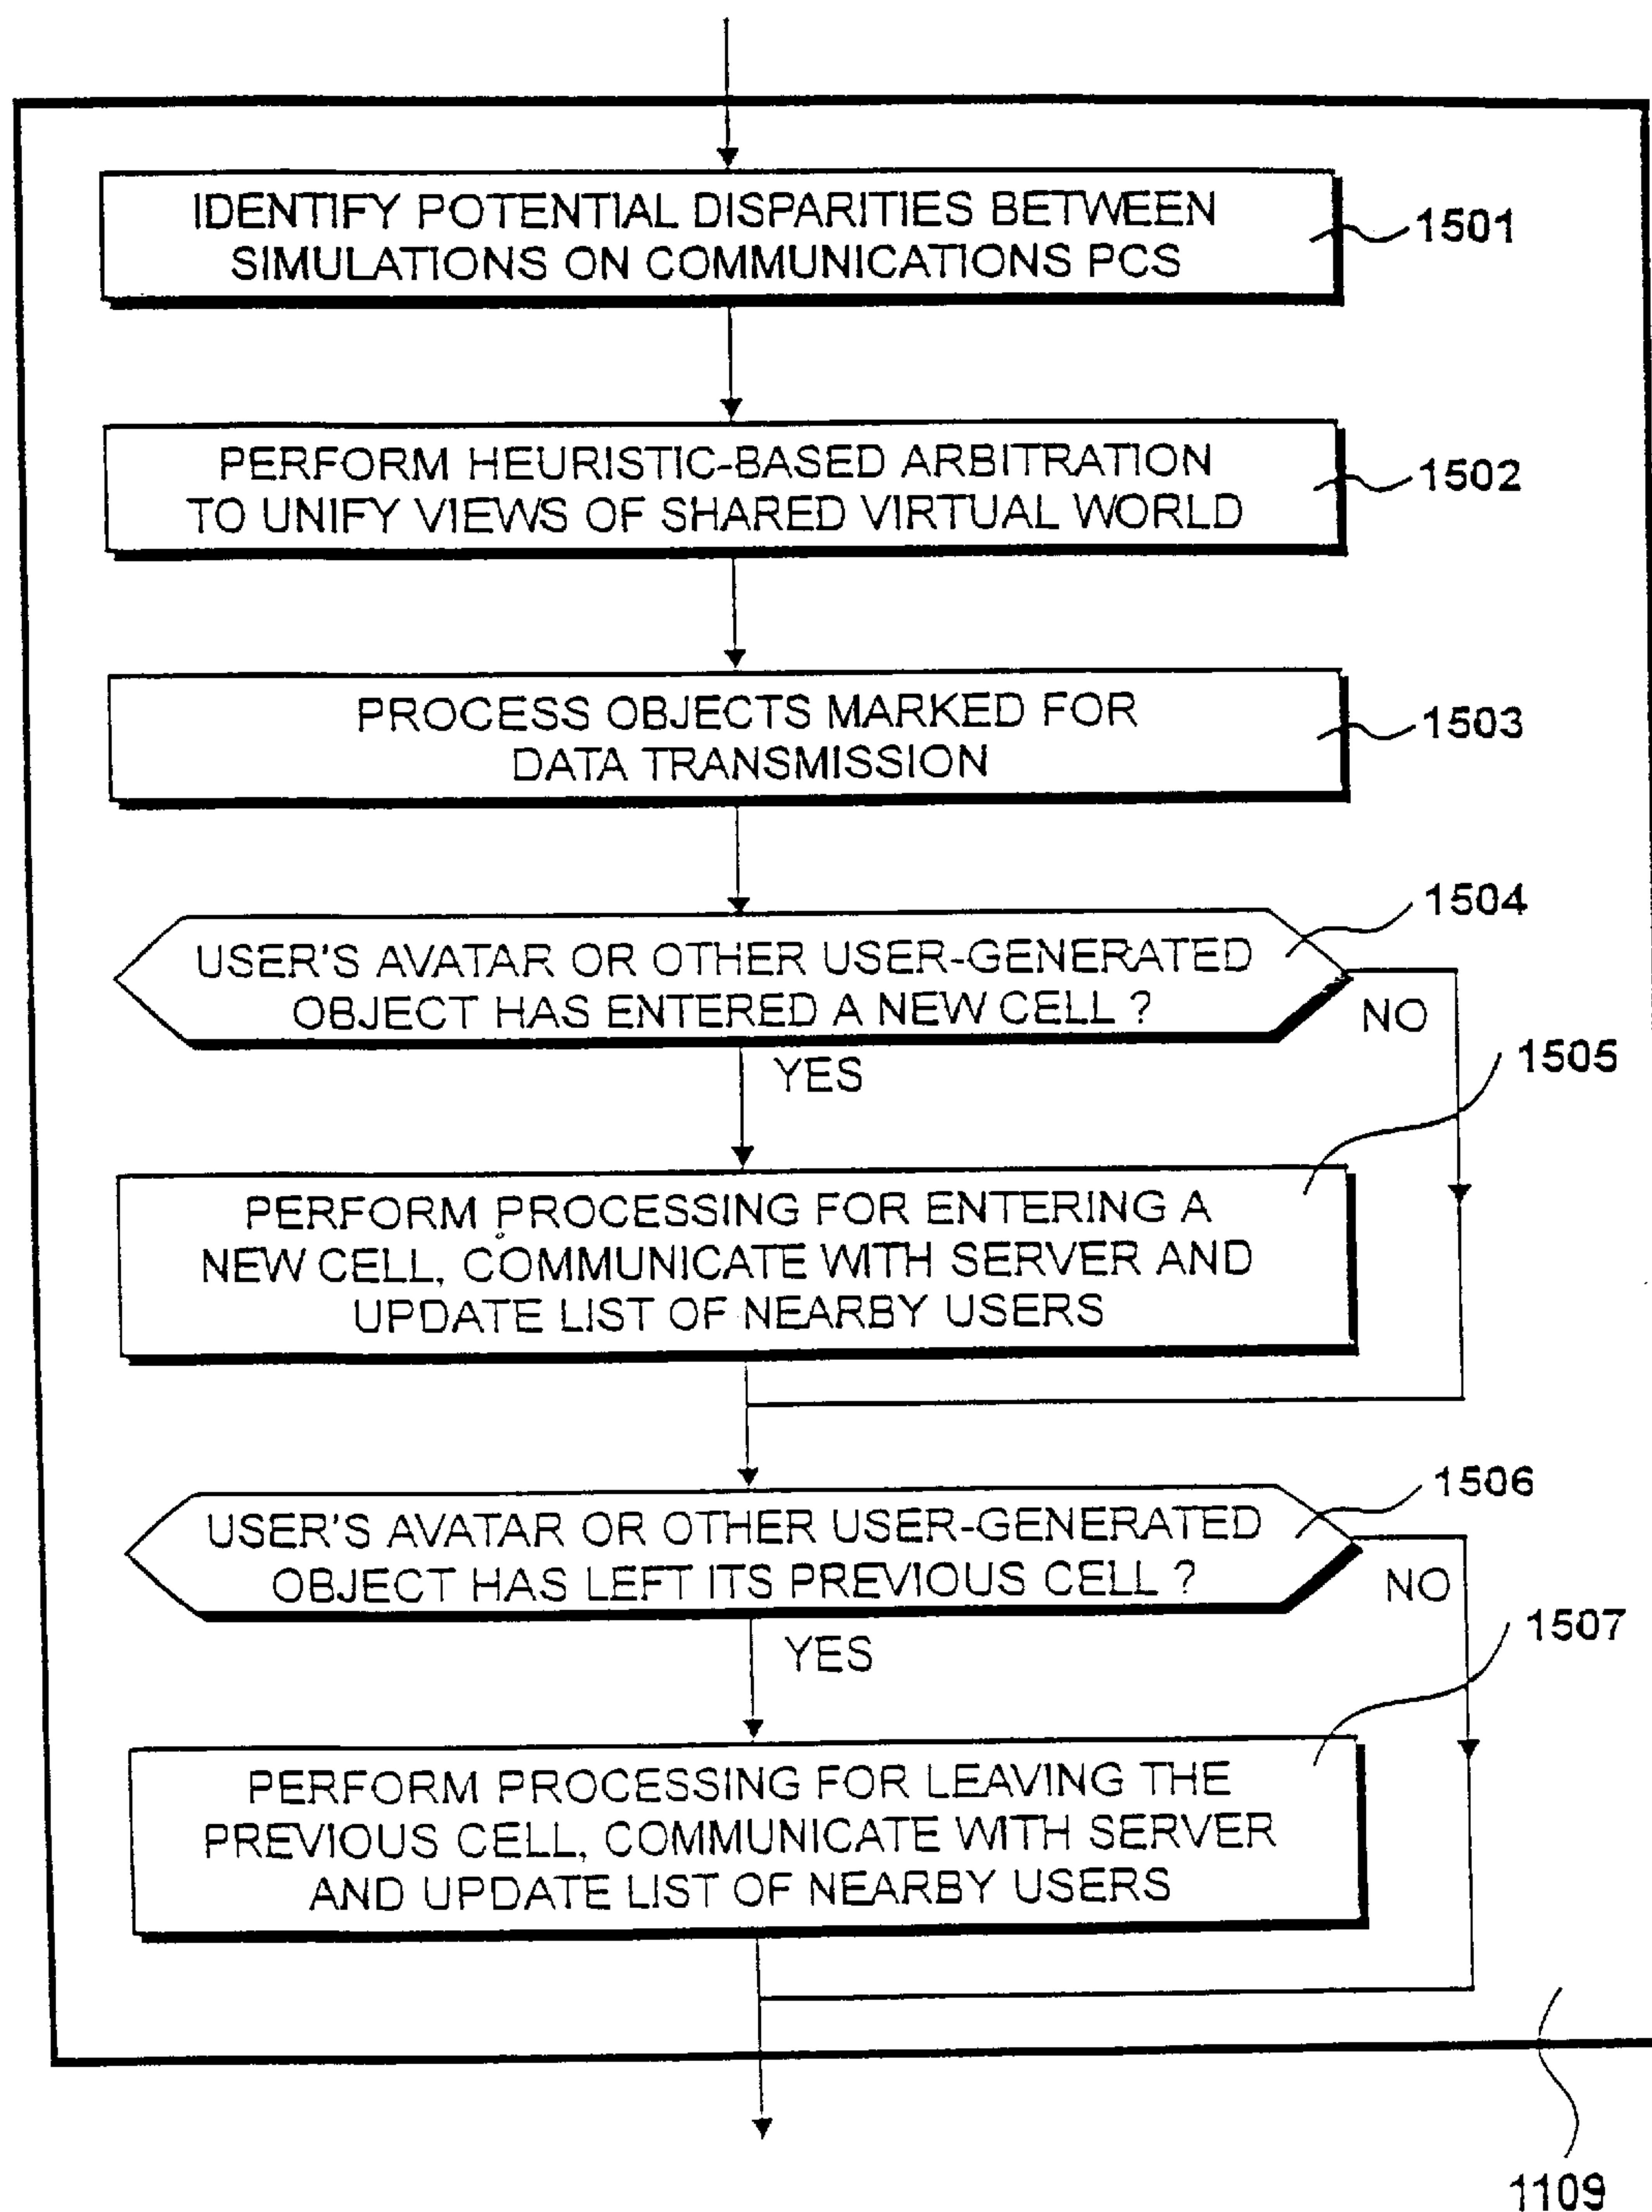 IDENTIFY POTENTIAL DISPARITIES BETWEEN
SIMULATIONS ON COMMUNICATIONS PCS
1501
PERFORM HEURISTIC-BASED ARBITRATION
TO UNIFY VIEWS OF SHARED VIRTUAL WORLD
1502
PROCESS OBJECTS MARKED FOR
DATA TRANSMISSION
1503
1504
USER'S AVATAR OR OTHER USER-GENERATED
OBJECT HAS ENTERED A NEW CELL ?
NO
YES
1505
PERFORM PROCESSING FOR ENTERING A
NEW CELL, COMMUNICATE WITH SERVER AND
UPDATE LIST OF NEARBY USERS
1506
USER'S AVATAR OR OTHER USER-GENERATED
OBJECT HAS LEFT ITS PREVIOUS CELL ?
NO
YES
1507
PERFORM PROCESSING FOR LEAVING THE
PREVIOUS CELL, COMMUNICATE WITH SERVER
AND UPDATE LIST OF NEARBY USERS
1109